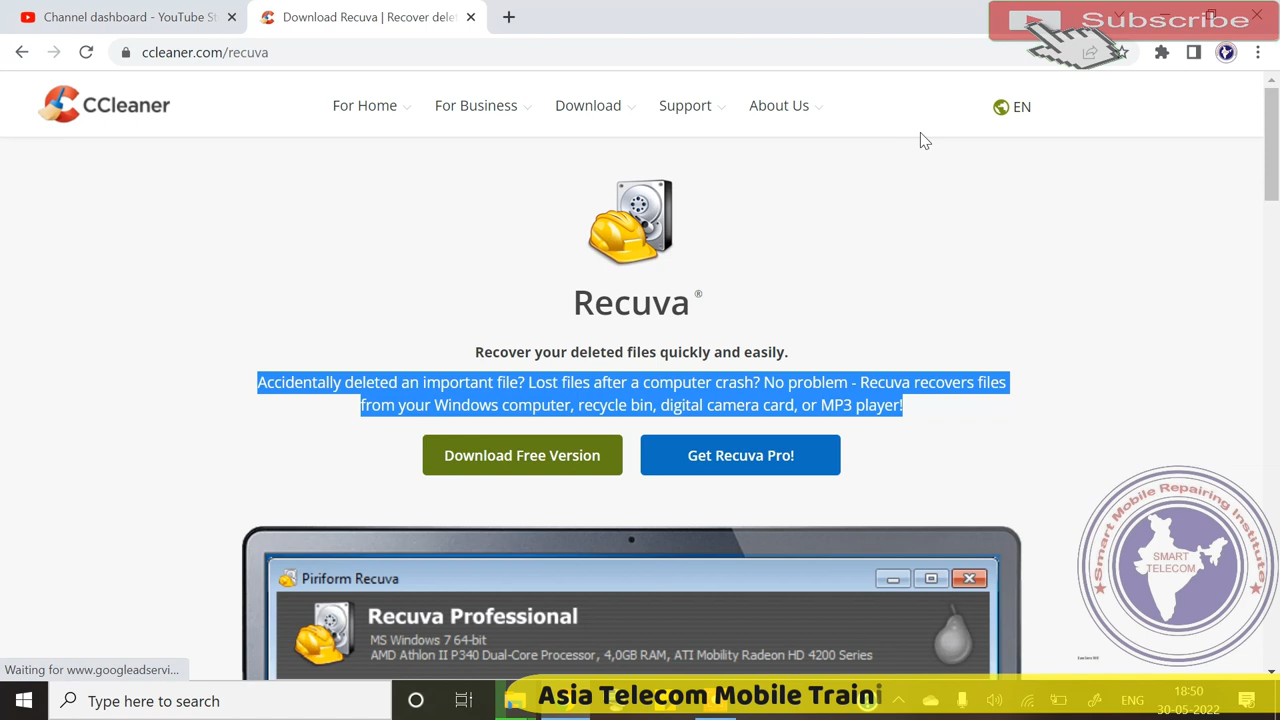 Channel dashboard - YouTube St
Download Recuva | Recover dele
Subscribe
ccleaner.com/recuva
CCleaner
For Home
For Business
Download
Support
About Us
EN
Recuva®
Recover your deleted files quickly and easily.
Accidentally deleted an important file? Lost files after a computer crash? No problem - Recuva recovers files
from your Windows computer, recycle bin, digital camera card, or MP3 player!
Download Free Version
Get Recuva Pro!
Smart Mobile Repairing Institute
SMART
TELECOM
Piriform Recuva
Recuva Professional
MS Windows 7 64-bit
AMD Athlon II P340 Dual-Core Processor, 4,0GB RAM, ATI Mobility Radeon HD 4200 Series
Waiting for www.googleadservi...
Type here to search
Asia Telecom Mobile Traini
ENG
18:50
30-05-2022